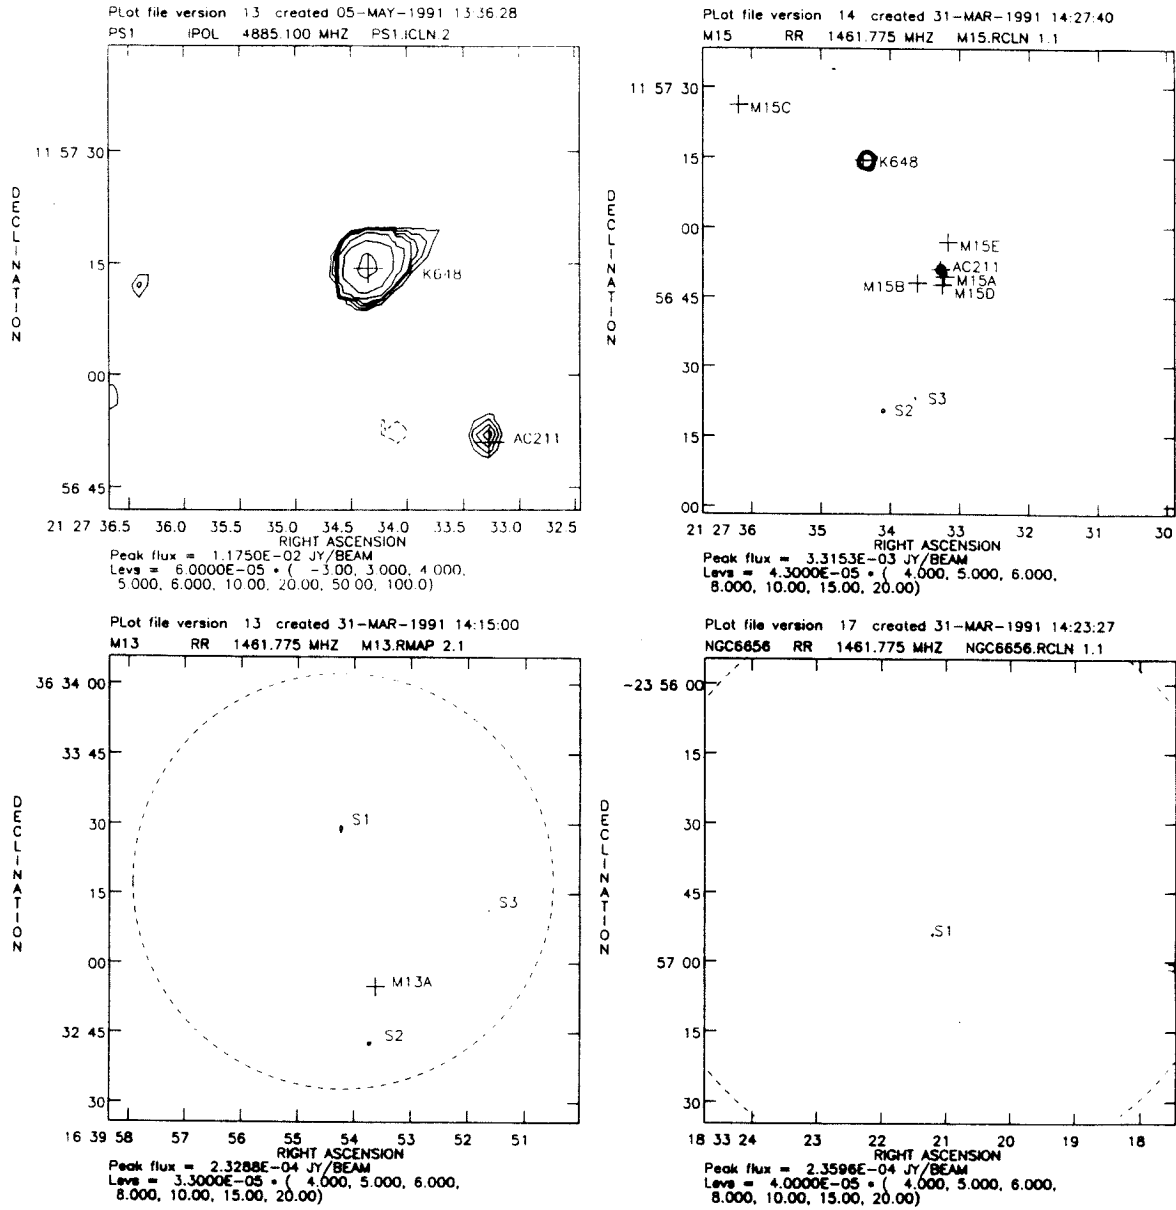 PLot file version 13 created 05-MAY-1991 13:36:28
PS1 IPOL 4885.100 MHZ PS1.ICLN.2
11 57 30
15
00
56 45
DECLINATION
K648
AC211
21 27 36.5 36.0 35.5 35.0 34.5 34.0 33.5 33.0 32.5
RIGHT ASCENSION
Peak flux = 1.1750E-02 JY/BEAM
Levs = 6.0000E-05 * ( -3.00, 3.000, 4.000,
5.000, 6.000, 10.00, 20.00, 50.00, 100.0)
PLot file version 14 created 31-MAR-1991 14:27:40
M15 RR 1461.775 MHZ M15.RCLN 1.1
11 57 30
15
00
56 45
30
15
00
DECLINATION
M15C
K648
M15E
AC211
M15A
M15B
M15D
S3
S2
21 27 36 35 34 33 32 31 30
RIGHT ASCENSION
Peak flux = 3.3153E-03 JY/BEAM
Levs = 4.3000E-05 * ( 4.000, 5.000, 6.000,
8.000, 10.00, 15.00, 20.00)
PLot file version 13 created 31-MAR-1991 14:15:00
M13 RR 1461.775 MHZ M13.RMAP 2.1
36 34 00
33 45
30
15
00
32 45
30
DECLINATION
S1
S3
M13A
S2
16 39 58 57 56 55 54 53 52 51
RIGHT ASCENSION
Peak flux = 2.3288E-04 JY/BEAM
Levs = 3.3000E-05 * ( 4.000, 5.000, 6.000,
8.000, 10.00, 15.00, 20.00)
PLot file version 17 created 31-MAR-1991 14:23:27
NGC6656 RR 1461.775 MHZ NGC6656.RCLN 1.1
-23 56 00
15
30
45
57 00
15
30
DECLINATION
S1
18 33 24 23 22 21 20 19 18
RIGHT ASCENSION
Peak flux = 2.3596E-04 JY/BEAM
Levs = 4.0000E-05 * ( 4.000, 5.000, 6.000,
8.000, 10.00, 15.00, 20.00)